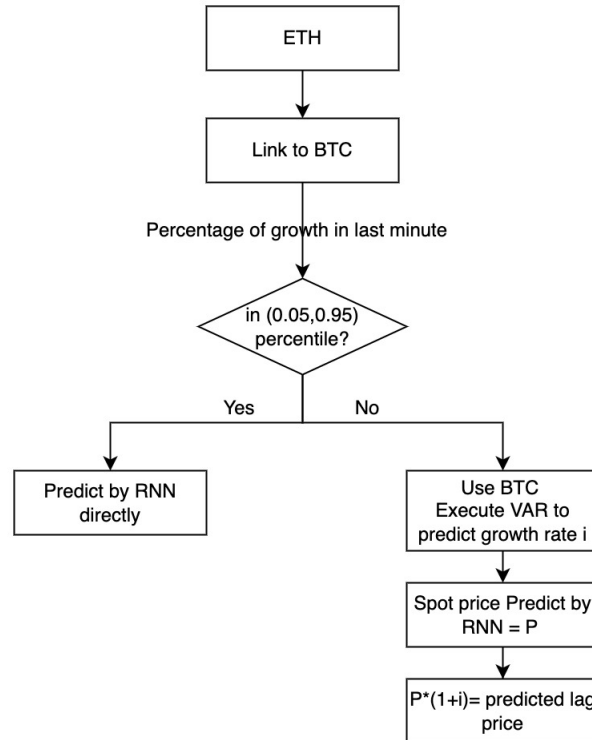 ETH
Link to BTC
Percentage of growth in last minute
in (0.05,0.95)
percentile?
Yes
No
Predict by RNN
directly
Use BTC
Execute VAR to
predict growth rate i
Spot price Predict by
RNN = P
P*(1+i)= predicted lag
price